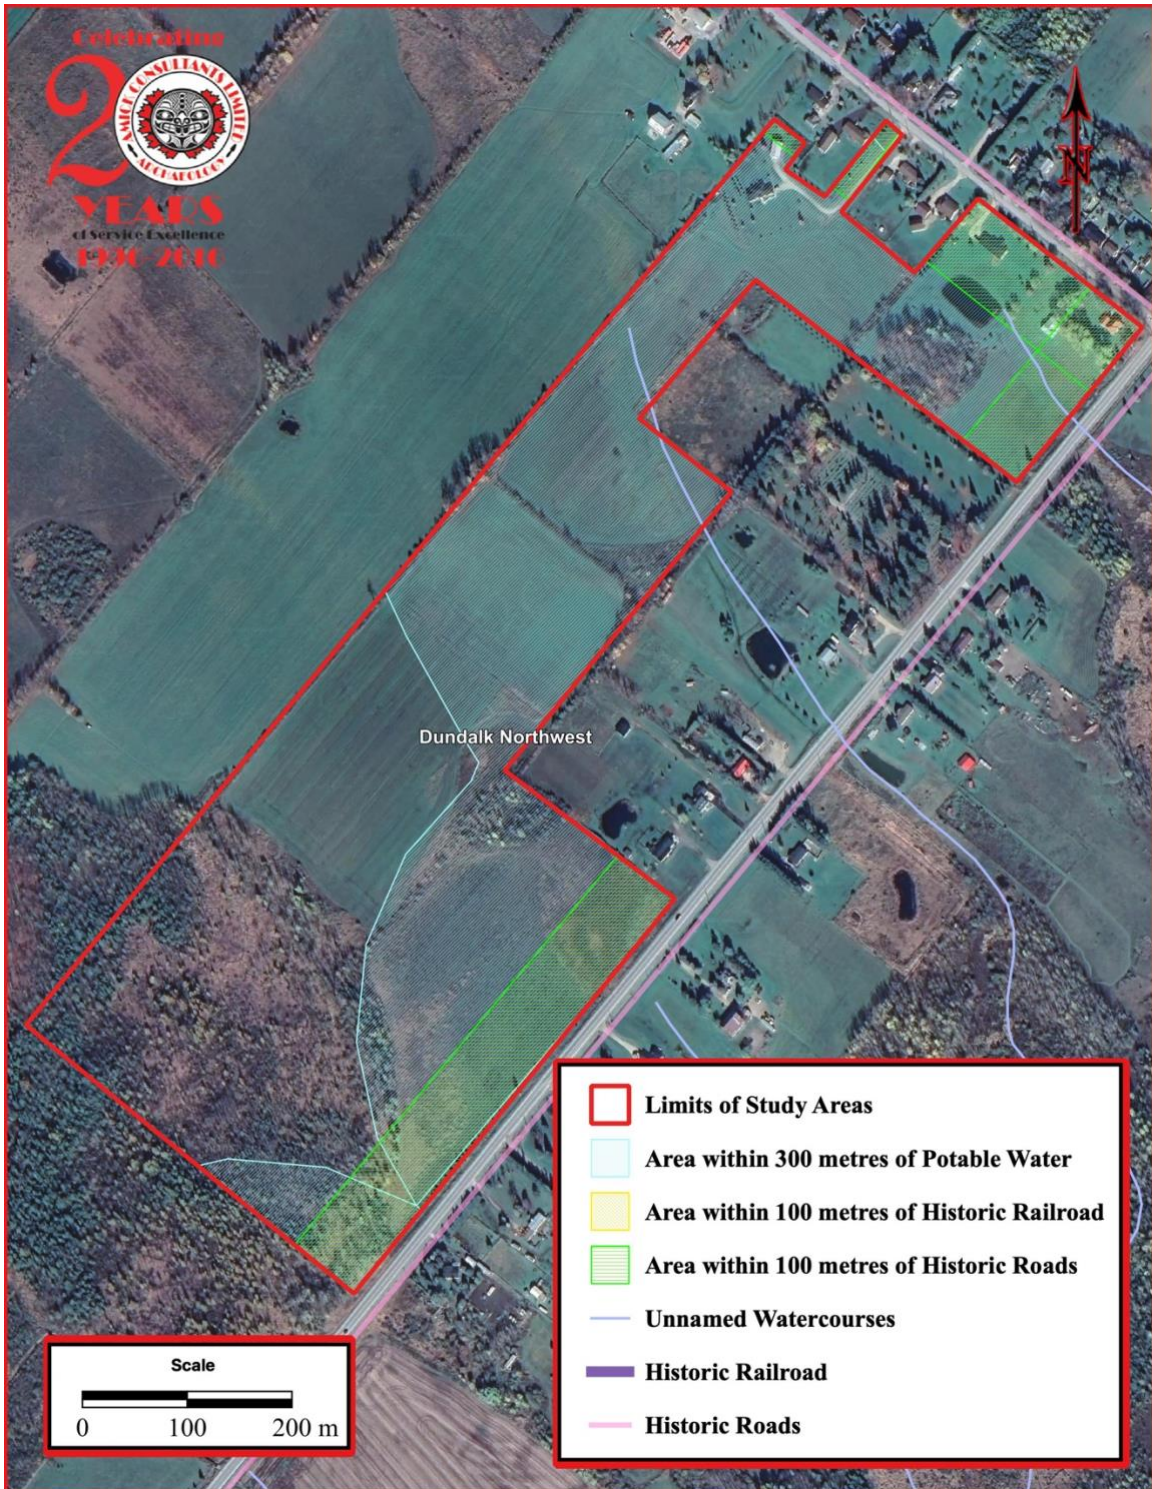 Celebrating
20
AMICK CONSULTANTS LIMITED
ARCHAEOLOGY
YEARS
of Service Excellence
1990-2010
N
Dundalk Northwest
Limits of Study Areas
Area within 300 metres of Potable Water
Area within 100 metres of Historic Railroad
Area within 100 metres of Historic Roads
Unnamed Watercourses
Historic Railroad
Historic Roads
Scale
0 100 200 m